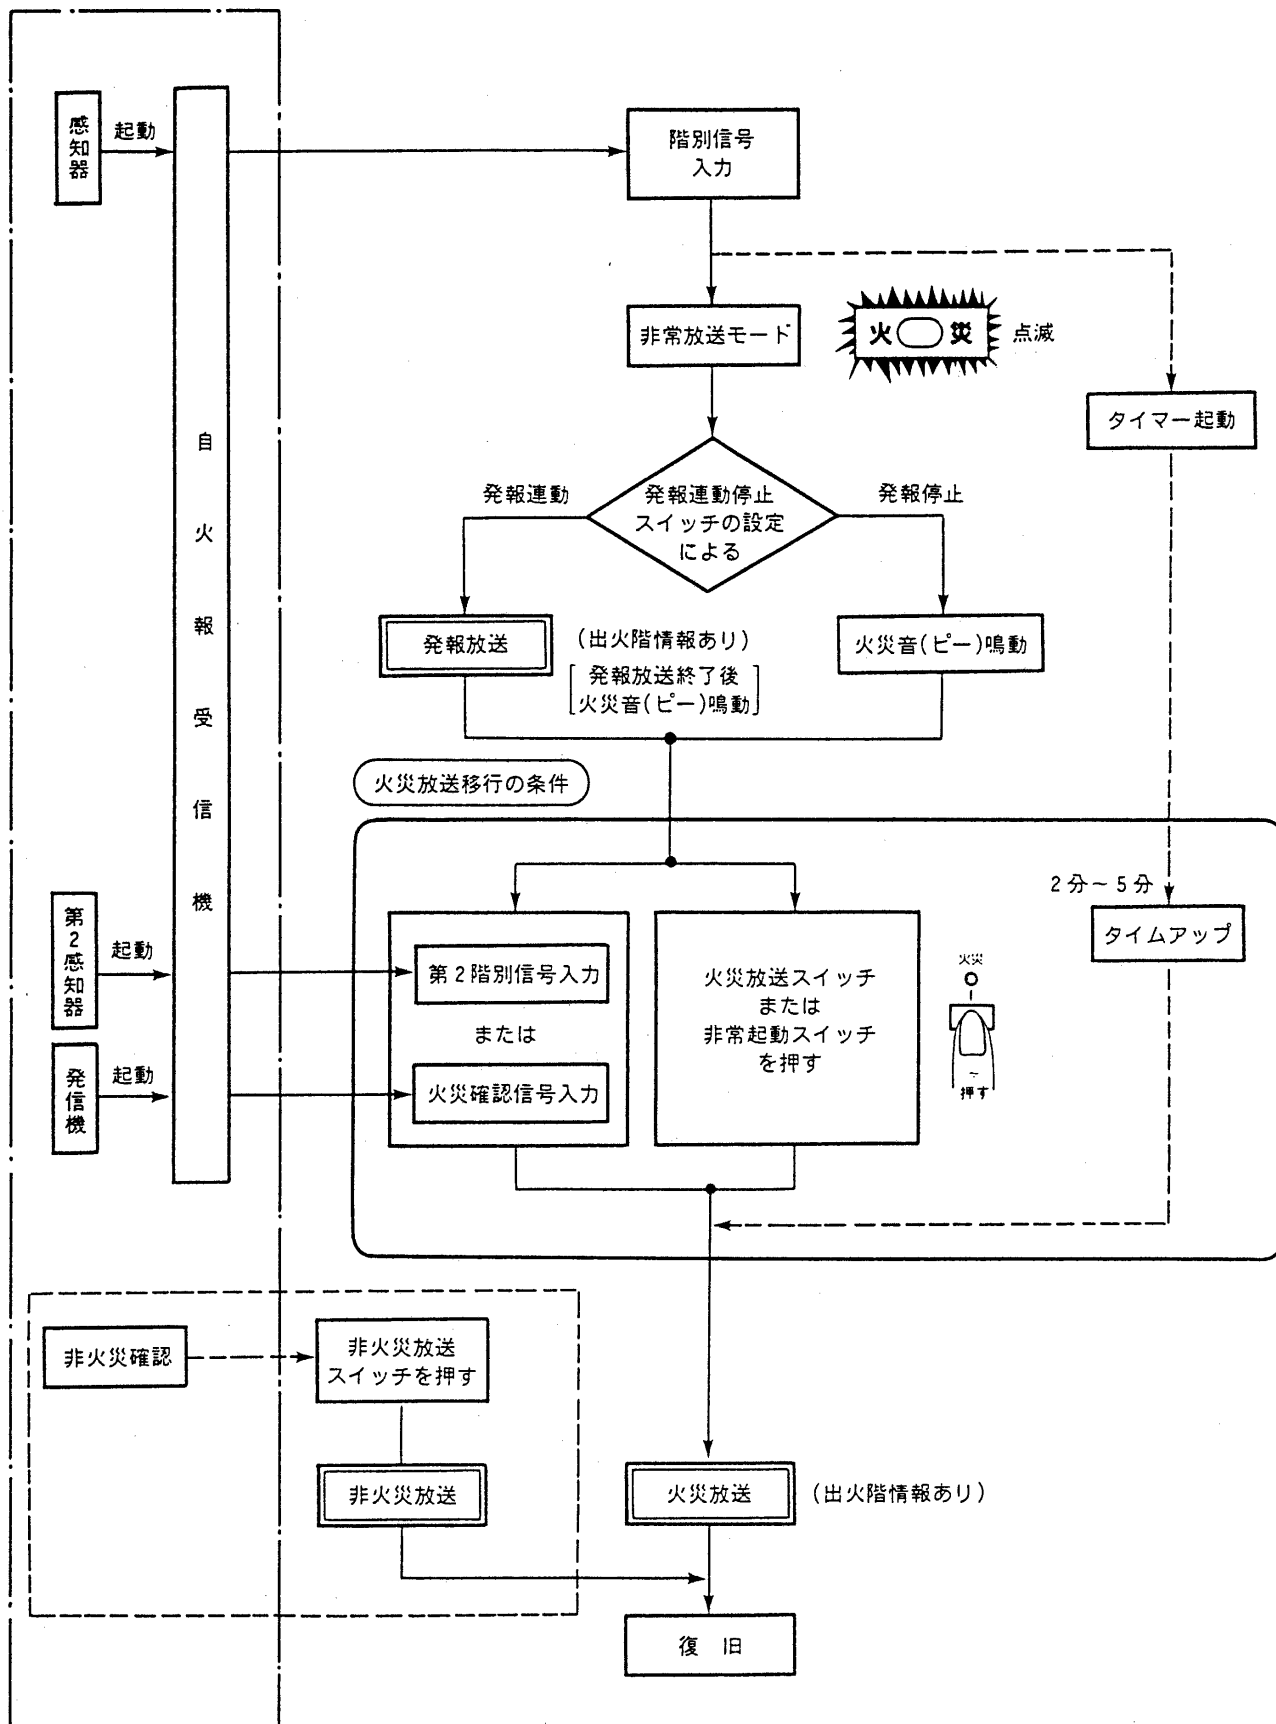 感知器
起動
自火報受信機
階別信号
入力
非常放送モード
火災
点滅
タイマー起動
発報連動
発報連動停止
スイッチの設定
による
発報停止
発報放送
(出火階情報あり)
発報放送終了後
火災音(ピー)鳴動
火災音(ピー)鳴動
火災放送移行の条件
2分～5分
タイムアップ
第2感知器
起動
第2階別信号入力
または
火災確認信号入力
発信機
起動
火災放送スイッチ
または
非常起動スイッチ
を押す
火災
押す
非火災確認
非火災放送
スイッチを押す
非火災放送
火災放送
(出火階情報あり)
復旧